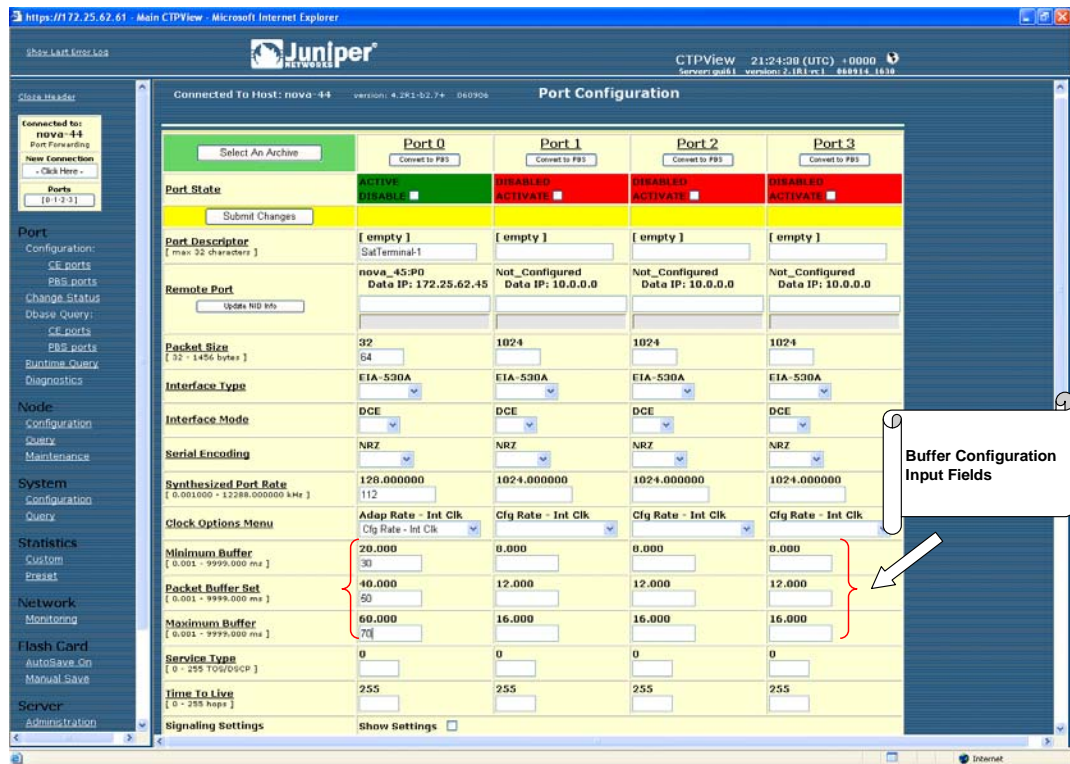 https://172.25.62.61 - Main CTPView - Microsoft Internet Explorer
Show Last Error Log
Juniper
NETWORKS
CTPView 21:24:38 (UTC) +0000
Server: gui61 version: 2.1R1-rc1 060914_1630
Close Header
Connected To Host: nova-44 version: 4.2R1-b2.7+ 060906 Port Configuration
Connected to:
nova-44
Port Forwarding
New Connection
- Click Here -
Ports
[0-1-2-3]
Port
Configuration:
CE ports
PBS ports
Change Status
Dbase Query:
CE ports
PBS ports
Runtime Query
Diagnostics
Node
Configuration
Query
Maintenance
System
Configuration
Query
Statistics
Custom
Preset
Network
Monitoring
Flash Card
AutoSave On
Manual Save
Server
Administration
Select An Archive Port 0 Port 1 Port 2 Port 3
Convert to PBS Convert to PBS Convert to PBS Convert to PBS
Port State ACTIVE DISABLED DISABLED DISABLED
DISABLE ACTIVATE ACTIVATE ACTIVATE
Submit Changes
Port Descriptor [ empty ] [ empty ] [ empty ] [ empty ]
[ max 32 characters ] SatTerminal-1
Remote Port nova_45:P0 Not_Configured Not_Configured Not_Configured
Data IP: 172.25.62.45 Data IP: 10.0.0.0 Data IP: 10.0.0.0 Data IP: 10.0.0.0
Update NID Info
Packet Size 32 1024 1024 1024
[ 32 - 1456 bytes ] 64
Interface Type EIA-530A EIA-530A EIA-530A EIA-530A
Interface Mode DCE DCE DCE DCE
Serial Encoding NRZ NRZ NRZ NRZ
Synthesized Port Rate 128.000000 1024.000000 1024.000000 1024.000000
[ 0.001000 - 12288.000000 kHz ] 112
Clock Options Menu Adap Rate - Int Clk Cfg Rate - Int Clk Cfg Rate - Int Clk Cfg Rate - Int Clk
Cfg Rate - Int Clk
Minimum Buffer 20.000 8.000 8.000 8.000
[ 0.001 - 9999.000 ms ] 30
Packet Buffer Set 40.000 12.000 12.000 12.000
[ 0.001 - 9999.000 ms ] 50
Maximum Buffer 60.000 16.000 16.000 16.000
[ 0.001 - 9999.000 ms ] 70
Service Type 0 0 0 0
[ 0 - 255 TOS/DSCP ]
Time To Live 255 255 255 255
[ 0 - 255 hops ]
Signaling Settings Show Settings
Buffer Configuration
Input Fields
Internet